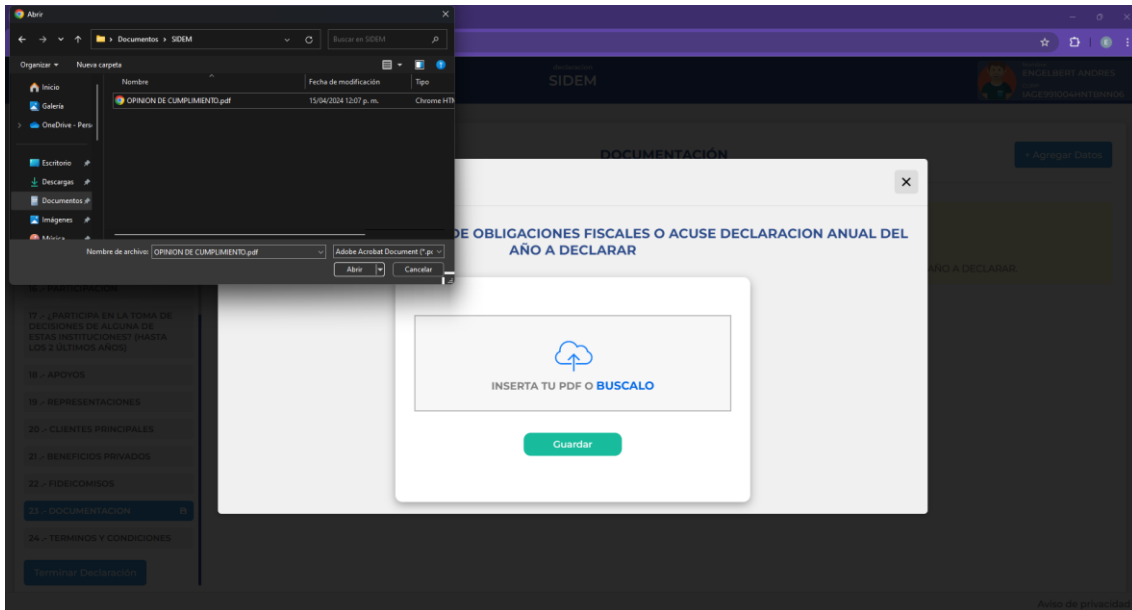 Abrir
Documentos > SIDEM
Buscar en SIDEM
Organizar
Nueva carpeta
Nombre
Fecha de modificación
Tipo
Inicio
Galería
OneDrive - Pers
Escritorio
Descargas
Documentos
Imágenes
Música
OPINION DE CUMPLIMIENTO.pdf
15/04/2024 12:07 p. m.
Chrome HTM
Nombre de archivo:
OPINION DE CUMPLIMIENTO.pdf
Adobe Acrobat Document (*.pc
Abrir
Cancelar
SIDEM
ENGELBERT ANDRES
DOCUMENTACIÓN
+ Agregar Datos
DE OBLIGACIONES FISCALES O ACUSE DECLARACION ANUAL DEL
AÑO A DECLARAR
AÑO A DECLARAR.
INSERTA TU PDF O BUSCALO
Guardar
16 .- PARTICIPACIÓN
17 .- ¿PARTICIPA EN LA TOMA DE
DECISIONES DE ALGUNA DE
ESTAS INSTITUCIONES? (HASTA
LOS 2 ÚLTIMOS AÑOS)
18 .- APOYOS
19 .- REPRESENTACIONES
20 .- CLIENTES PRINCIPALES
21 .- BENEFICIOS PRIVADOS
22 .- FIDEICOMISOS
23 .- DOCUMENTACIÓN
24 .- TERMINOS Y CONDICIONES
Terminar Declaración
Aviso de privacidad